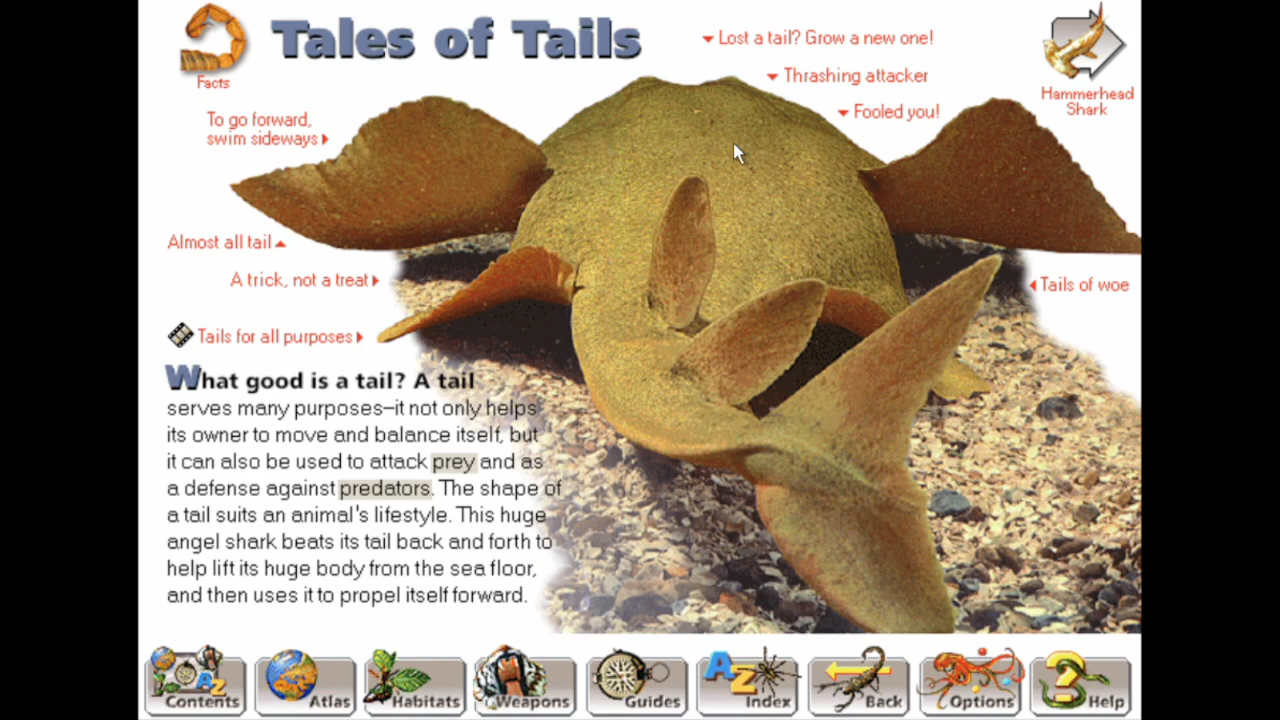 Tales of Tails
Facts
Lost a tail? Grow a new one!
Thrashing attacker
Fooled you!
Hammerhead
Shark
To go forward,
swim sideways
Almost all tail
A trick, not a treat
Tails of woe
Tails for all purposes
What good is a tail? A tail
serves many purposes–it not only helps
its owner to move and balance itself, but
it can also be used to attack prey and as
a defense against predators. The shape of
a tail suits an animal's lifestyle. This huge
angel shark beats its tail back and forth to
help lift its huge body from the sea floor,
and then uses it to propel itself forward.
AZ
AZ
?
Contents
Atlas
Habitats
Weapons
Guides
Index
Back
Options
Help